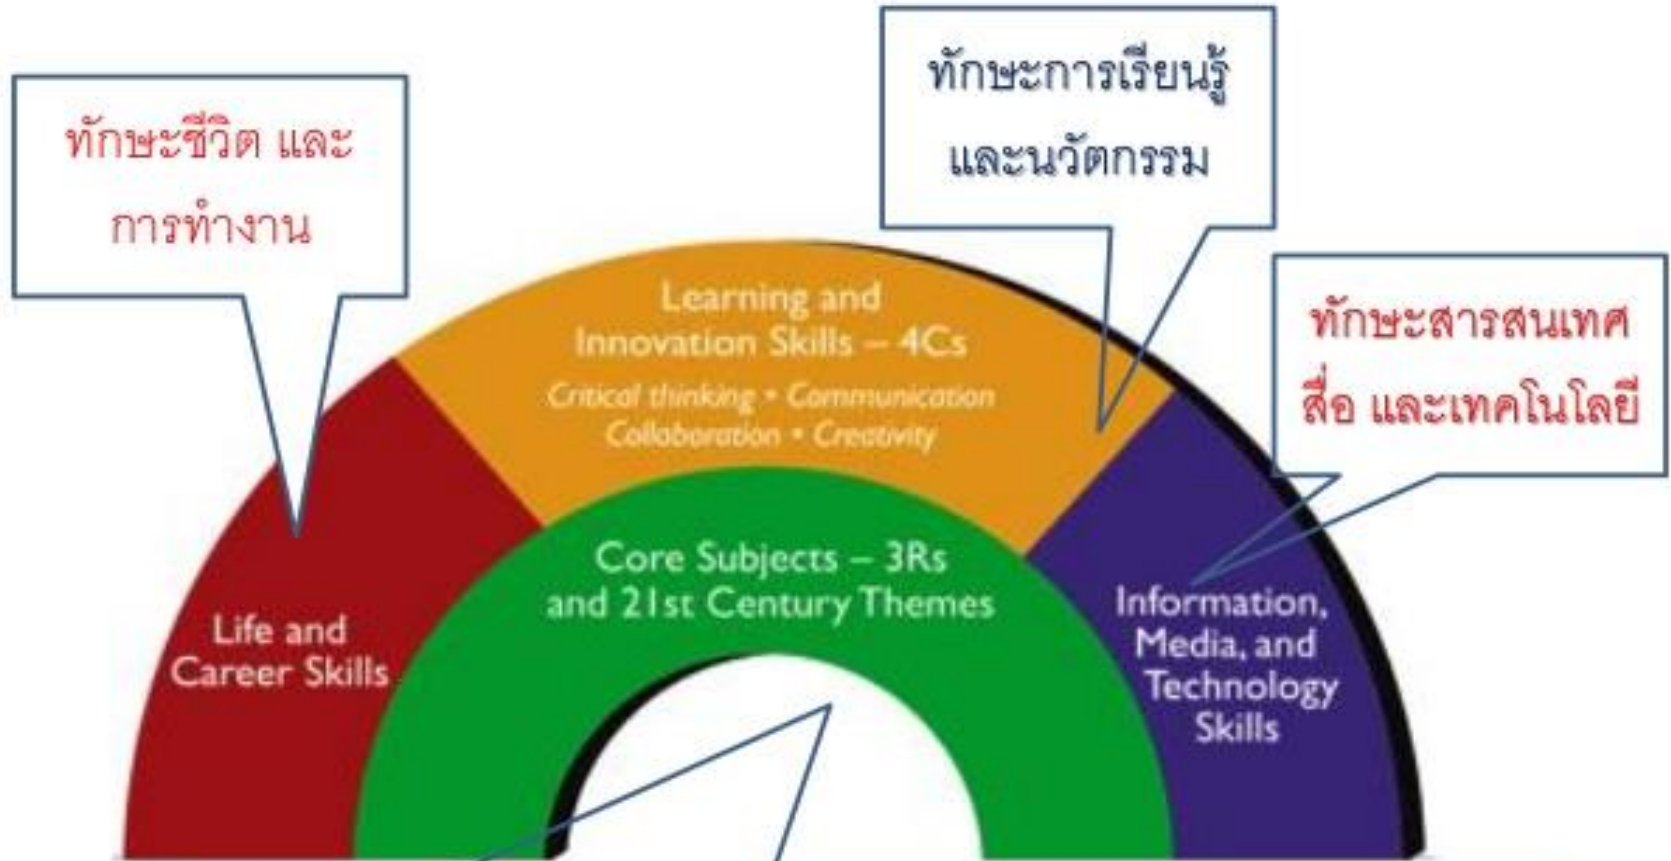 ทักษะชีวิต และ
การทำงาน
ทักษะการเรียนรู้
และนวัตกรรม
ทักษะสารสนเทศ
สื่อ และเทคโนโลยี
Learning and
Innovation Skills – 4Cs
Critical thinking • Communication
Collaboration • Creativity
Core Subjects – 3Rs
and 21st Century Themes
Life and
Career Skills
Information,
Media, and
Technology
Skills